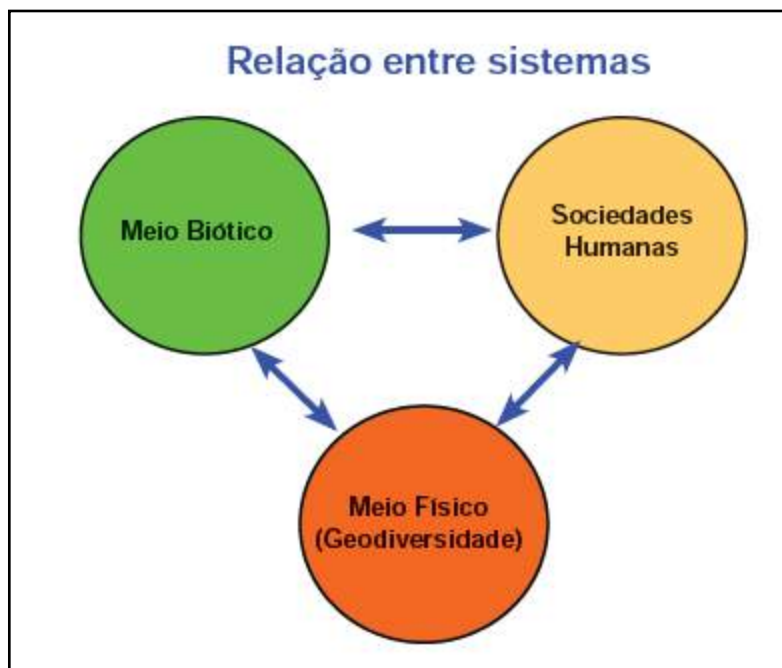 Relação entre sistemas
Meio Biótico
Sociedades
Humanas
Meio Físico
(Geodiversidade)